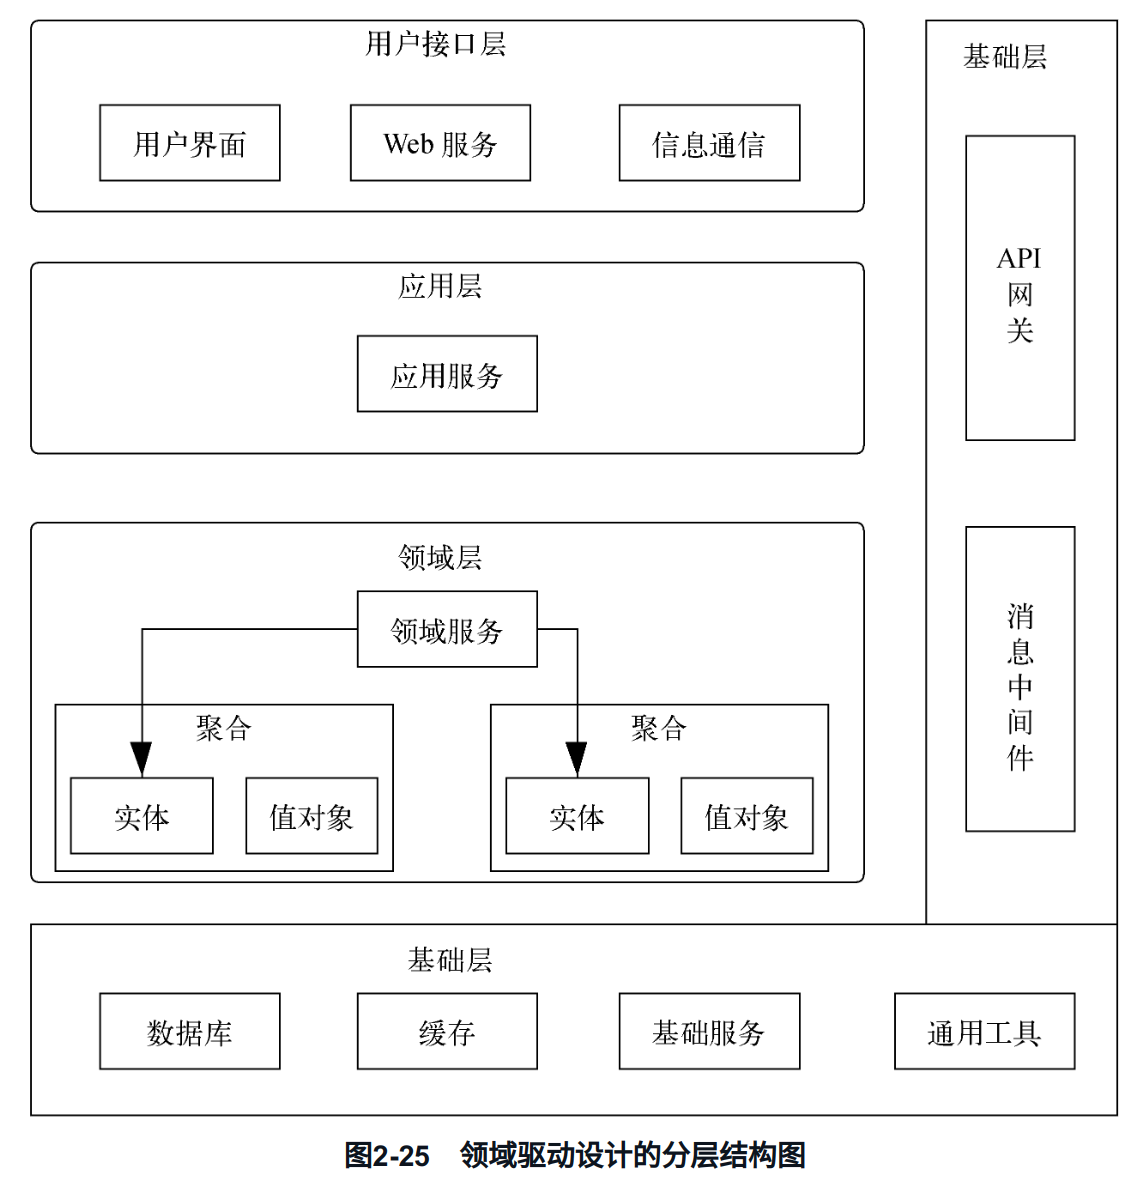 用户接口层
用户界面
Web 服务
信息通信
应用层
应用服务
领域层
领域服务
聚合
实体
值对象
聚合
实体
值对象
基础层
API
网
关
消
息
中
间
件
基础层
数据库
缓存
基础服务
通用工具
图2-25 领域驱动设计的分层结构图